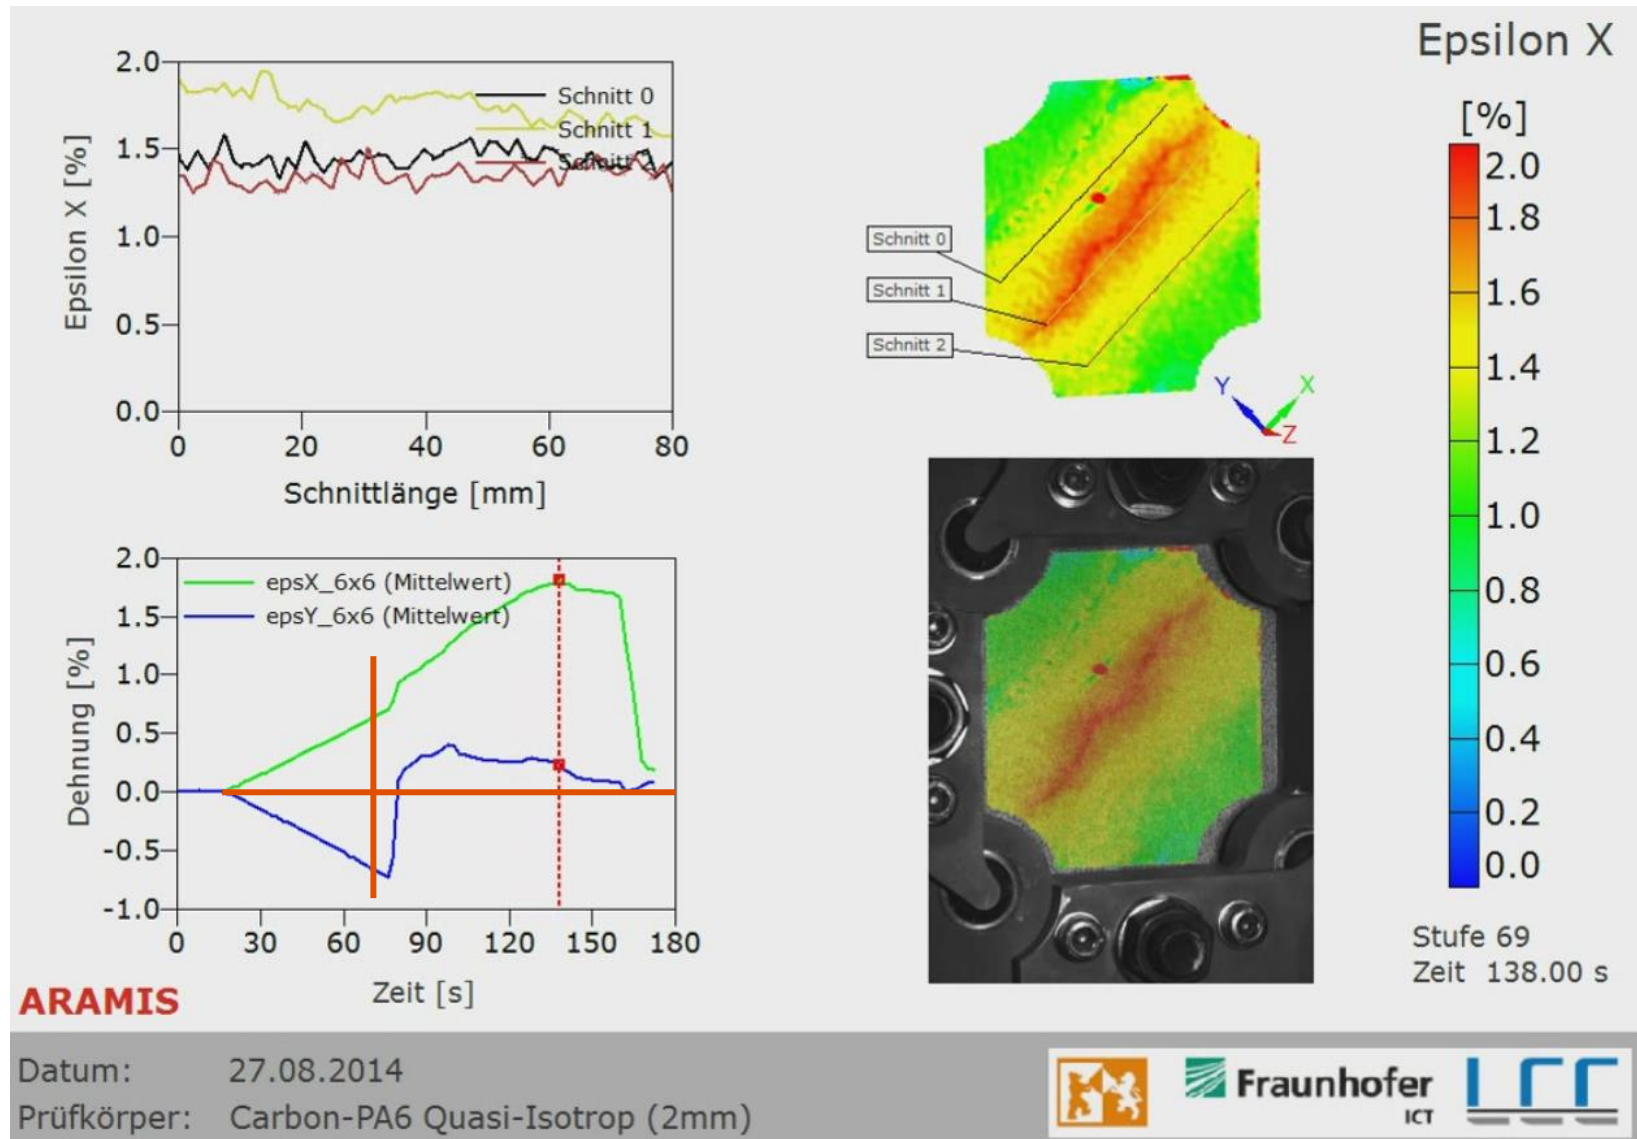 Epsilon X
[%]
2.0
1.8
1.6
1.4
1.2
1.0
0.8
0.6
0.4
0.2
0.0
Stufe 69
Zeit 138.00 s
Epsilon X [%]
2.0
1.5
1.0
0.5
0.0
0 20 40 60 80
Schnittlänge [mm]
Schnitt 0
Schnitt 1
Schnitt 0
Schnitt 1
Schnitt 2
Y X
Z
Dehnung [%]
2.0
1.5
1.0
0.5
0.0
-0.5
-1.0
epsX_6x6 (Mittelwert)
epsY_6x6 (Mittelwert)
0 30 60 90 120 150 180
Zeit [s]
ARAMIS
Datum: 27.08.2014
Prüfkörper: Carbon-PA6 Quasi-Isotrop (2mm)
Fraunhofer
ICT
LCC